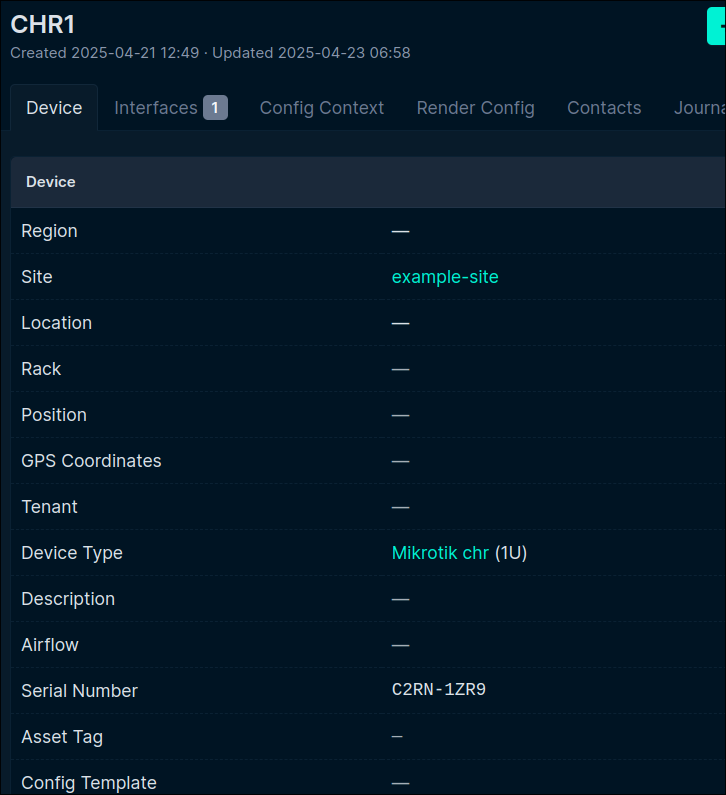 CHR1
Created 2025-04-21 12:49 · Updated 2025-04-23 06:58
Device Interfaces 1 Config Context Render Config Contacts
Device
Region —
Site example-site
Location —
Rack —
Position —
GPS Coordinates —
Tenant —
Device Type Mikrotik chr (1U)
Description —
Airflow —
Serial Number C2RN-1ZR9
Asset Tag —
Config Template —